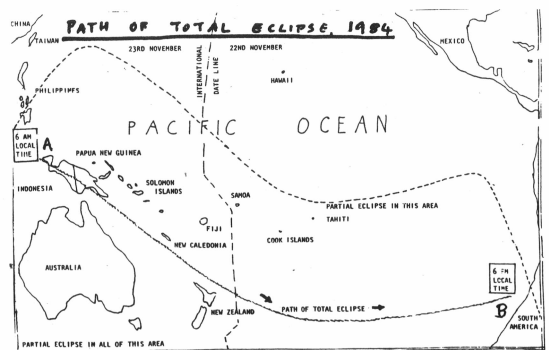 PATH OF TOTAL ECLIPSE, 1984
CHINA
TAIWAN
23RD NOVEMBER
INTERNATIONAL
DATE LINE
22ND NOVEMBER
MEXICO
HAWAII
PHILIPPINES
PACIFIC OCEAN
6 AM
LOCAL
TIME
A
PAPUA NEW GUINEA
INDONESIA
SOLOMON
ISLANDS
SAMOA
PARTIAL ECLIPSE IN THIS AREA
TAHITI
FIJI
COOK ISLANDS
NEW CALEDONIA
AUSTRALIA
6 PM
LOCAL
TIME
B
NEW ZEALAND
PATH OF TOTAL ECLIPSE
SOUTH
AMERICA
PARTIAL ECLIPSE IN ALL OF THIS AREA